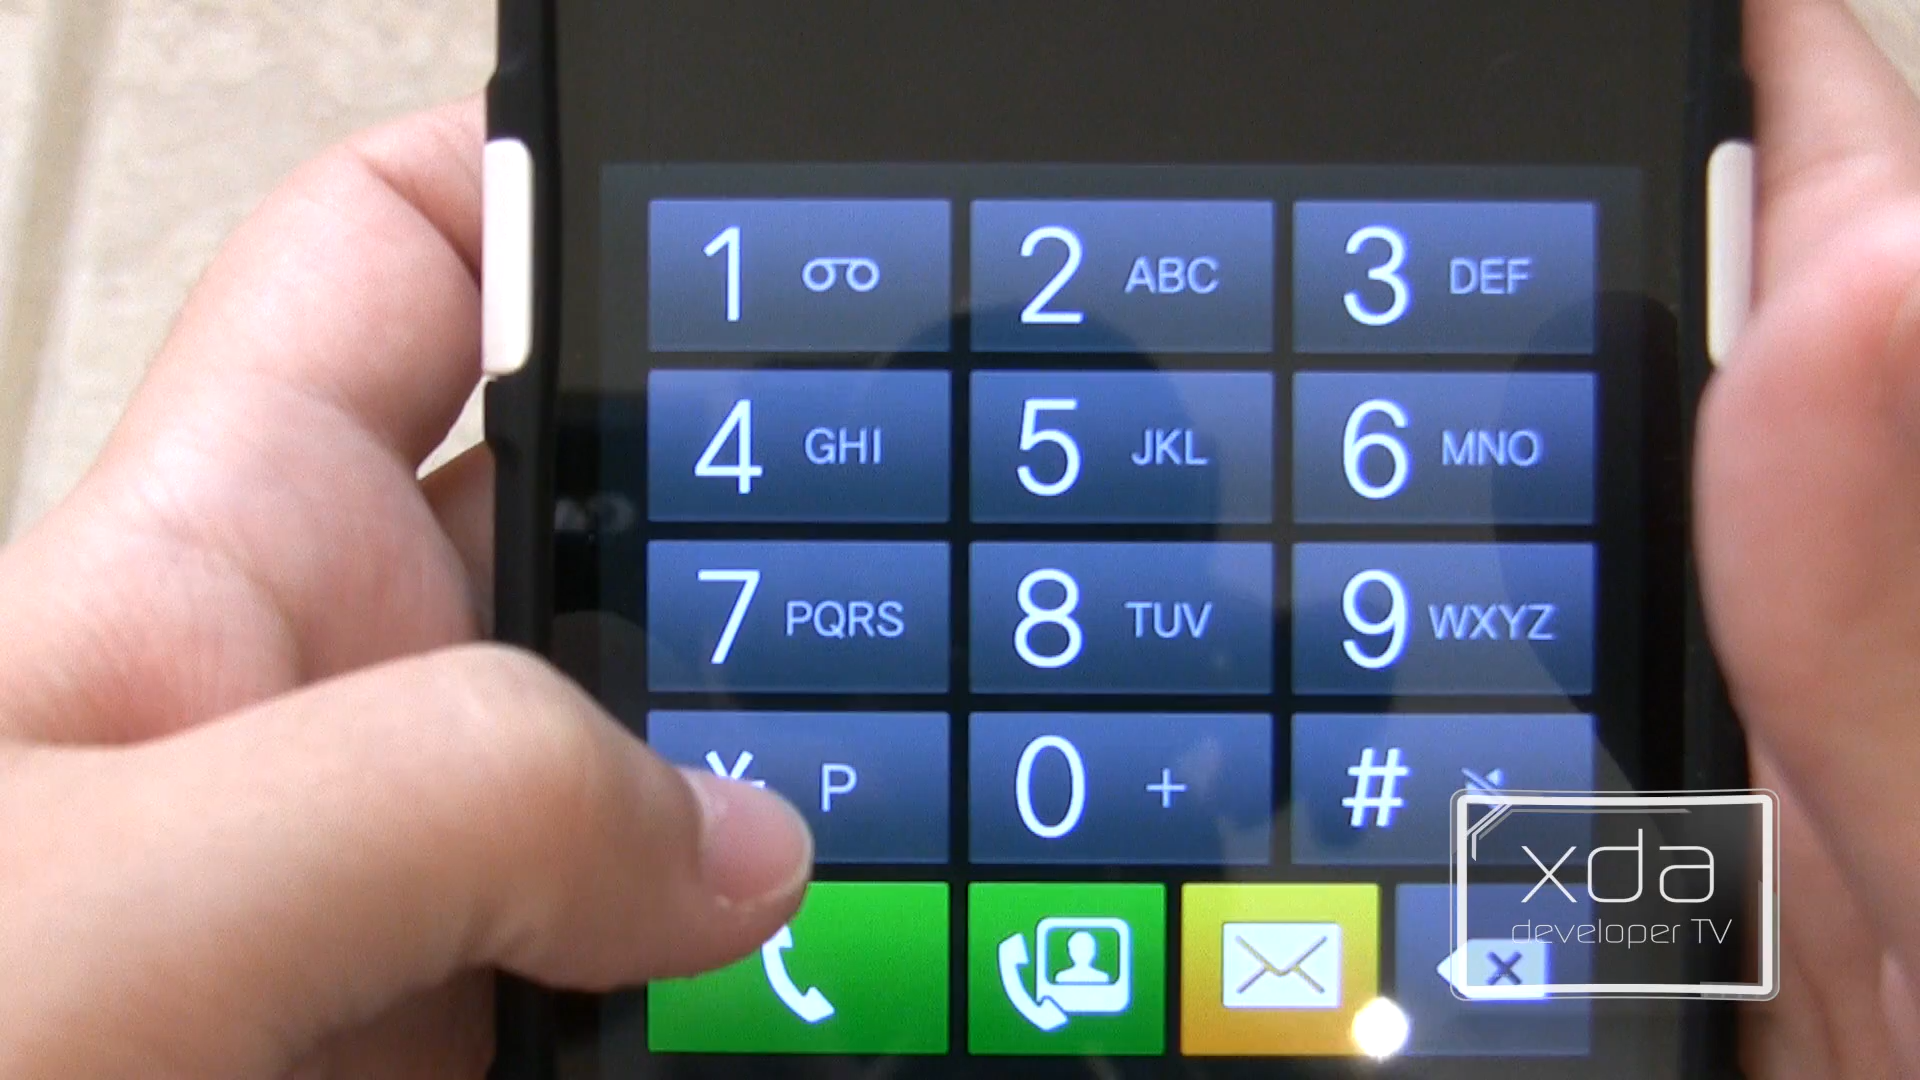 1 2 ABC 3 DEF
4 GHI 5 JKL 6 MNO
7 PQRS 8 TUV 9 WXYZ
P 0 + #
xda
developer TV